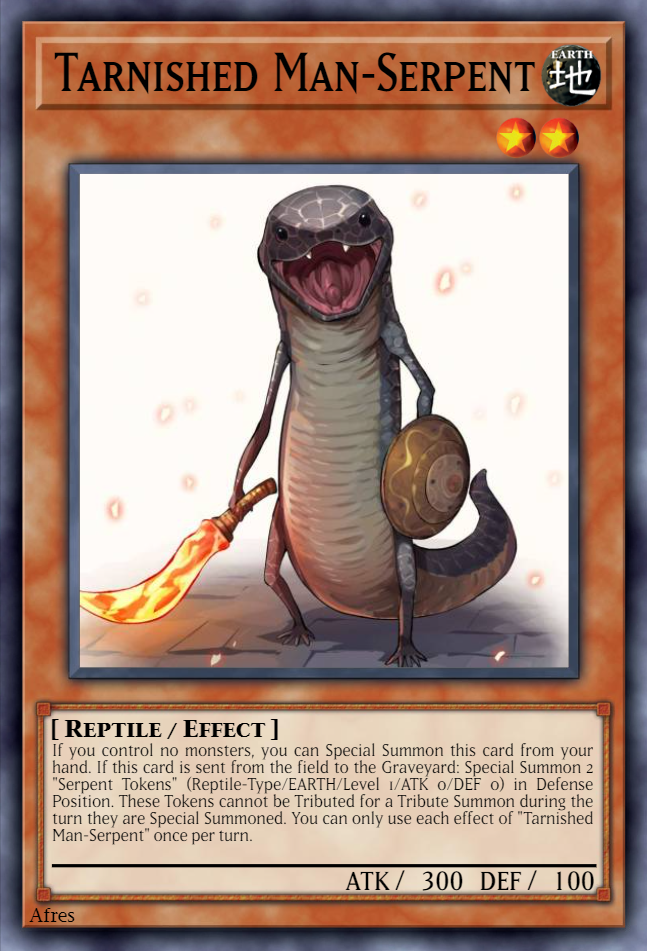 Tarnished Man-Serpent
EARTH
地
[ Reptile / Effect ]
If you control no monsters, you can Special Summon this card from your
hand. If this card is sent from the field to the Graveyard: Special Summon 2
"Serpent Tokens" (Reptile-Type/EARTH/Level 1/ATK 0/DEF 0) in Defense
Position. These Tokens cannot be Tributed for a Tribute Summon during the
turn they are Special Summoned. You can only use each effect of "Tarnished
Man-Serpent" once per turn.
ATK / 300 DEF / 100
Afres